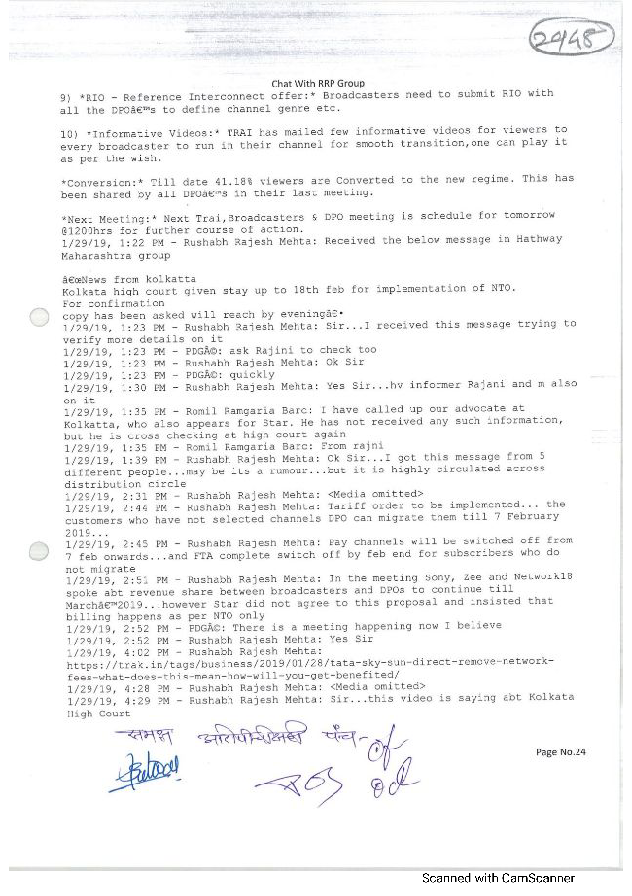 2948
Chat With RRP Group
9) *RIO - Reference Interconnect offer:* Broadcasters need to submit RIO with
all the DPOâ€™s to define channel genre etc.
10) *Informative Videos:* TRAI has mailed few informative videos for viewers to
every broadcaster to run in their channel for smooth transition,one can play it
as per the wish.
*Conversion:* Till date 41.18% viewers are Converted to the new regime. This has
been shared by all DPOâ€™s in their last meeting.
*Next Meeting:* Next Trai,Broadcasters & DPO meeting is schedule for tomorrow
@1200hrs for further course of action.
1/29/19, 1:22 PM - Rushabh Rajesh Mehta: Received the below message in Hathway
Maharashtra group
â€œNews from kolkatta
Kolkata high court given stay up to 18th feb for implementation of NTO.
For confirmation
copy has been asked will reach by eveningâ€•
1/29/19, 1:23 PM - Rushabh Rajesh Mehta: Sir...I received this message trying to
verify more details on it
1/29/19, 1:23 PM - PDGÃ©: ask Rajini to check too
1/29/19, 1:23 PM - Rushabh Rajesh Mehta: Ok Sir
1/29/19, 1:23 PM - PDGÃ©: quickly
1/29/19, 1:30 PM - Rushabh Rajesh Mehta: Yes Sir...hv informer Rajani and m also
on it
1/29/19, 1:35 PM - Romil Ramgaria Barc: I have called up our advocate at
Kolkatta, who also appears for Star. He has not received any such information,
but he is cross checking at high court again
1/29/19, 1:35 PM - Romil Ramgaria Barc: From rajni
1/29/19, 1:39 PM - Rushabh Rajesh Mehta: Ok Sir...I got this message from 5
different people...may be its a rumour...but it is highly circulated across
distribution circle
1/29/19, 2:31 PM - Rushabh Rajesh Mehta: <Media omitted>
1/29/19, 2:44 PM - Rushabh Rajesh Mehta: Tariff order to be implemented... the
customers who have not selected channels DPO can migrate them till 7 February
2019...
1/29/19, 2:45 PM - Rushabh Rajesh Mehta: Pay channels will be switched off from
7 feb onwards...and FTA complete switch off by feb end for subscribers who do
not migrate
1/29/19, 2:51 PM - Rushabh Rajesh Mehta: In the meeting Sony, Zee and Network18
spoke abt revenue share between broadcasters and DPOs to continue till
Marchâ€™2019...however Star did not agree to this proposal and insisted that
billing happens as per NTO only
1/29/19, 2:52 PM - PDGÃ©: There is a meeting happening now I believe
1/29/19, 2:52 PM - Rushabh Rajesh Mehta: Yes Sir
1/29/19, 4:02 PM - Rushabh Rajesh Mehta:
https://trak.in/tags/business/2019/01/28/tata-sky-sun-direct-remove-network-
fees-what-does-this-mean-how-will-you-get-benefited/
1/29/19, 4:28 PM - Rushabh Rajesh Mehta: <Media omitted>
1/29/19, 4:29 PM - Rushabh Rajesh Mehta: Sir...this video is saying abt Kolkata
High Court
समक्ष पंच -
Page No.24
Scanned with CamScanner